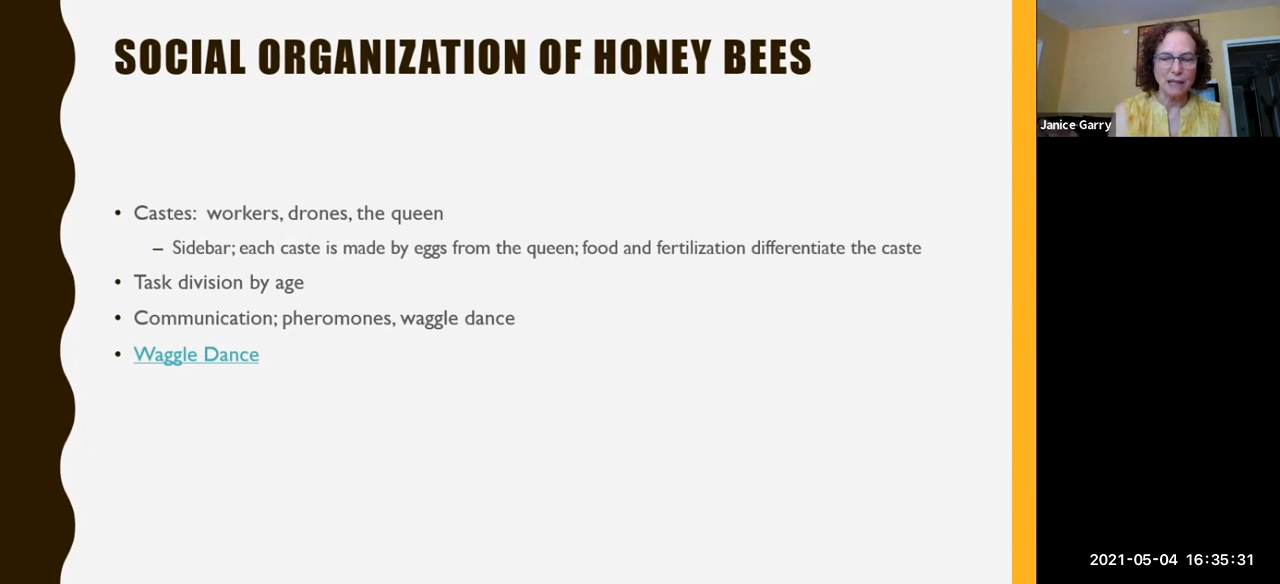 SOCIAL ORGANIZATION OF HONEY BEES
• Castes: workers, drones, the queen
– Sidebar; each caste is made by eggs from the queen; food and fertilization differentiate the caste
• Task division by age
• Communication; pheromones, waggle dance
• Waggle Dance
Janice Garry
2021-05-04 16:35:31